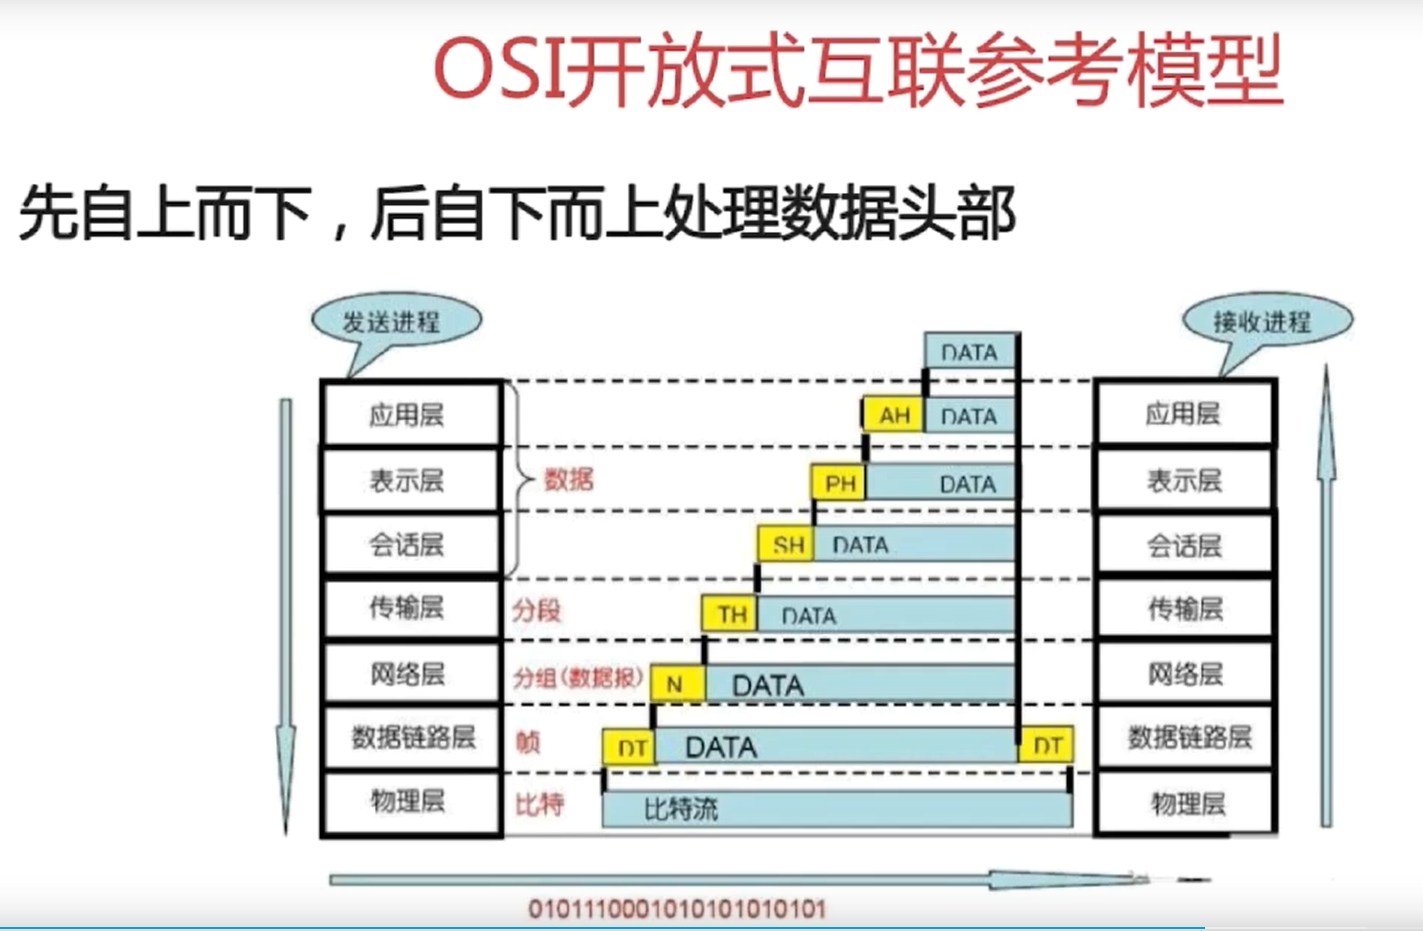 OSI开放式互联参考模型
先自上而下，后自下而上处理数据头部
发送进程
接收进程
DATA
应用层
AH DATA
应用层
表示层
数据
PH DATA
表示层
会话层
SH DATA
会话层
传输层
分段
TH DATA
传输层
网络层
分组(数据报)
N DATA
网络层
数据链路层
帧
DT DATA DT
数据链路层
物理层
比特
比特流
物理层
0101110001010101010101